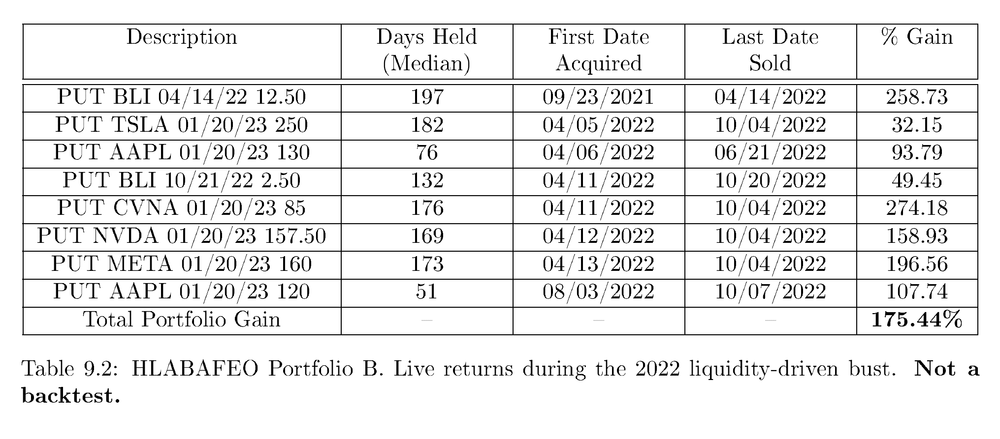 Description Days Held First Date Last Date % Gain
(Median) Acquired Sold
PUT BLI 04/14/22 12.50 197 09/23/2021 04/14/2022 258.73
PUT TSLA 01/20/23 250 182 04/05/2022 10/04/2022 32.15
PUT AAPL 01/20/23 130 76 04/06/2022 06/21/2022 93.79
PUT BLI 10/21/22 2.50 132 04/11/2022 10/20/2022 49.45
PUT CVNA 01/20/23 85 176 04/11/2022 10/04/2022 274.18
PUT NVDA 01/20/23 157.50 169 04/12/2022 10/04/2022 158.93
PUT META 01/20/23 160 173 04/13/2022 10/04/2022 196.56
PUT AAPL 01/20/23 120 51 08/03/2022 10/07/2022 107.74
Total Portfolio Gain – – – 175.44%
Table 9.2: HLABAFEO Portfolio B. Live returns during the 2022 liquidity-driven bust. Not a
backtest.